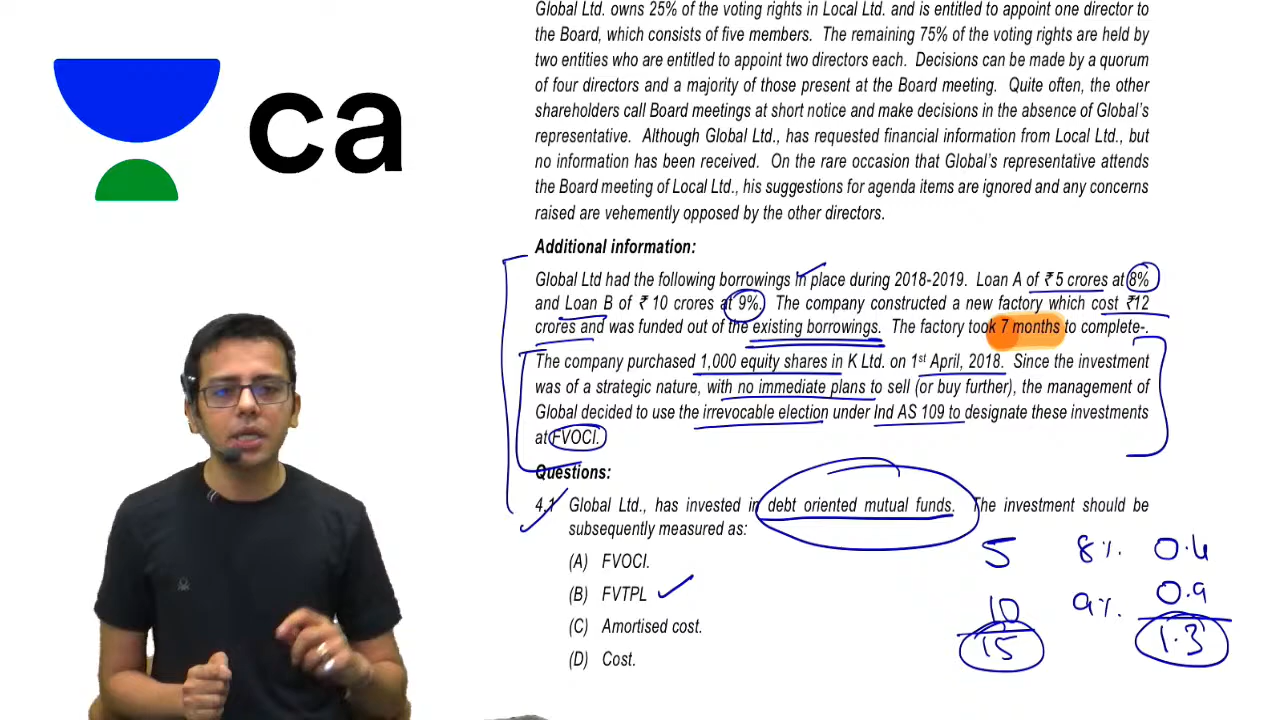 ca
Global Ltd. owns 25% of the voting rights in Local Ltd. and is entitled to appoint one director to
the Board, which consists of five members. The remaining 75% of the voting rights are held by
two entities who are entitled to appoint two directors each. Decisions can be made by a quorum
of four directors and a majority of those present at the Board meeting. Quite often, the other
shareholders call Board meetings at short notice and make decisions in the absence of Global's
representative. Although Global Ltd., has requested financial information from Local Ltd., but
no information has been received. On the rare occasion that Global's representative attends
the Board meeting of Local Ltd., his suggestions for agenda items are ignored and any concerns
raised are vehemently opposed by the other directors.
Additional information:
Global Ltd had the following borrowings in place during 2018-2019. Loan A of ₹ 5 crores at 8%
and Loan B of ₹ 10 crores at 9%. The company constructed a new factory which cost ₹12
crores and was funded out of the existing borrowings. The factory took 7 months to complete-.
The company purchased 1,000 equity shares in K Ltd. on 1st April, 2018. Since the investment
was of a strategic nature, with no immediate plans to sell (or buy further), the management of
Global decided to use the irrevocable election under Ind AS 109 to designate these investments
at FVOCI.
Questions:
4.1 Global Ltd., has invested in debt oriented mutual funds. The investment should be
subsequently measured as:
(A) FVOCI.
(B) FVTPL
(C) Amortised cost.
(D) Cost.
5 8%. 0.4
10 9%. 0.9
15 1.3